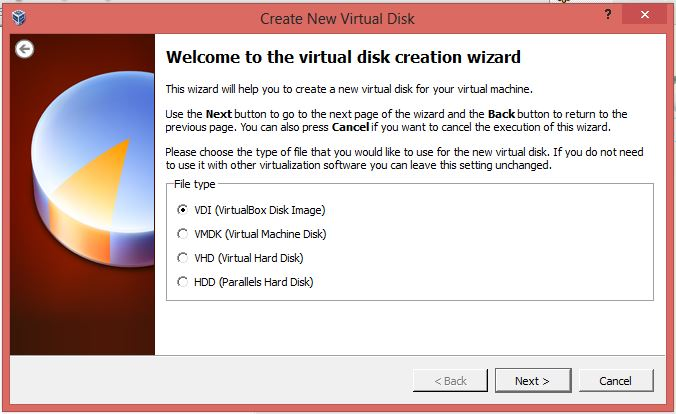 Create New Virtual Disk
?
Welcome to the virtual disk creation wizard
This wizard will help you to create a new virtual disk for your virtual machine.
Use the Next button to go to the next page of the wizard and the Back button to return to the
previous page. You can also press Cancel if you want to cancel the execution of this wizard.
Please choose the type of file that you would like to use for the new virtual disk. If you do not need
to use it with other virtualization software you can leave this setting unchanged.
File type
VDI (VirtualBox Disk Image)
VMDK (Virtual Machine Disk)
VHD (Virtual Hard Disk)
HDD (Parallels Hard Disk)
< Back
Next >
Cancel